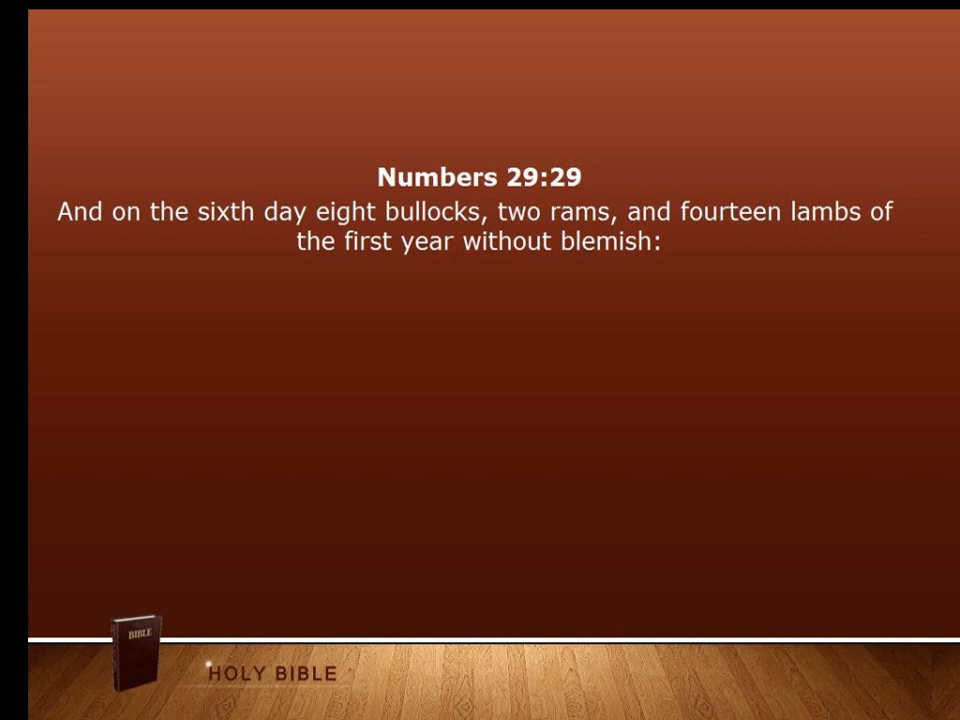 Numbers 29:29
And on the sixth day eight bullocks, two rams, and fourteen lambs of
the first year without blemish:
BIBLE
HOLY BIBLE